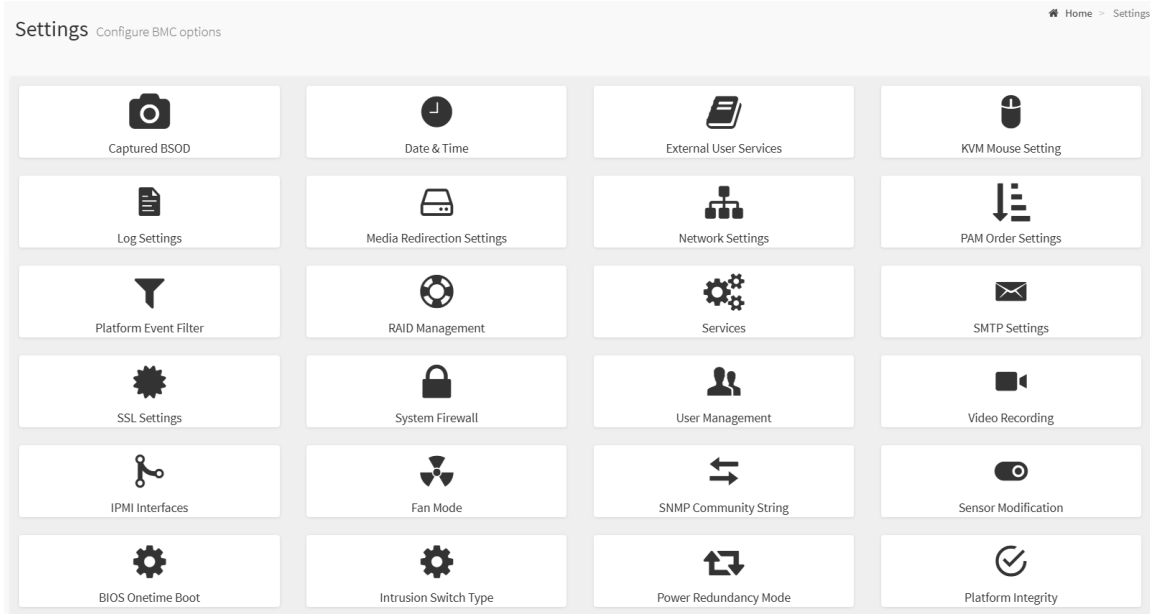 Home > Settings
Settings Configure BMC options
Captured BSOD
Date & Time
External User Services
KVM Mouse Setting
Log Settings
Media Redirection Settings
Network Settings
PAM Order Settings
Platform Event Filter
RAID Management
Services
SMTP Settings
SSL Settings
System Firewall
User Management
Video Recording
IPMI Interfaces
Fan Mode
SNMP Community String
Sensor Modification
BIOS Onetime Boot
Intrusion Switch Type
Power Redundancy Mode
Platform Integrity